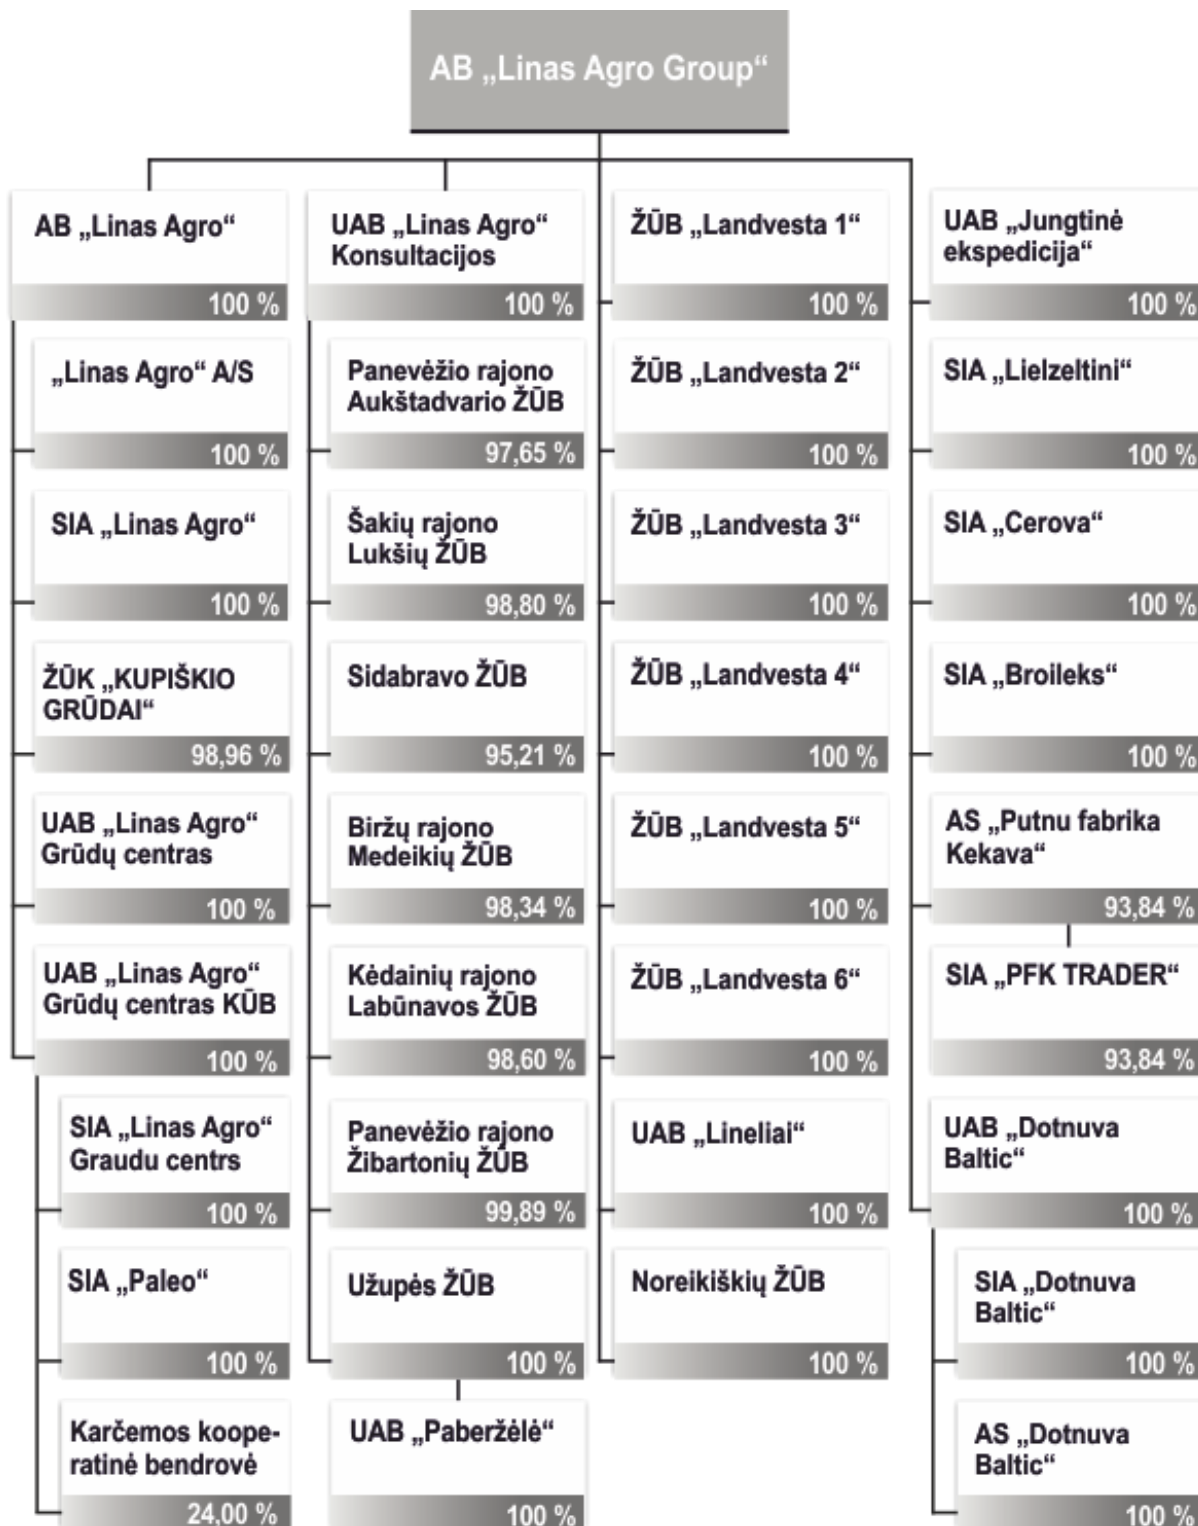 AB „Linas Agro Group“
AB „Linas Agro“
100 %
„Linas Agro“ A/S
100 %
SIA „Linas Agro“
100 %
ŽŪK „KUPIŠKIO
GRŪDAI“
98,96 %
UAB „Linas Agro“
Grūdų centras
100 %
UAB „Linas Agro“
Grūdų centras KŪB
100 %
SIA „Linas Agro“
Graudu centrs
100 %
SIA „Paleo“
100 %
Karčemos koope-
ratinė bendrovė
24,00 %
UAB „Linas Agro“
Konsultacijos
100 %
Panevėžio rajono
Aukštadvario ŽŪB
97,65 %
Šakių rajono
Lukšių ŽŪB
98,80 %
Sidabravo ŽŪB
95,21 %
Biržų rajono
Medeikių ŽŪB
98,34 %
Kėdainių rajono
Labūnavos ŽŪB
98,60 %
Panevėžio rajono
Žibartonių ŽŪB
99,89 %
Užupės ŽŪB
100 %
UAB „Paberžėlė“
100 %
ŽŪB „Landvesta 1“
100 %
ŽŪB „Landvesta 2“
100 %
ŽŪB „Landvesta 3“
100 %
ŽŪB „Landvesta 4“
100 %
ŽŪB „Landvesta 5“
100 %
ŽŪB „Landvesta 6“
100 %
UAB „Lineliai“
100 %
Noreikiškių ŽŪB
100 %
UAB „Jungtinė
ekspedicija“
100 %
SIA „Lielzeltini“
100 %
SIA „Cerova“
100 %
SIA „Broileks“
100 %
AS „Putnu fabrika
Kekava“
93,84 %
SIA „PFK TRADER“
93,84 %
UAB „Dotnuva
Baltic“
100 %
SIA „Dotnuva
Baltic“
100 %
AS „Dotnuva
Baltic“
100 %